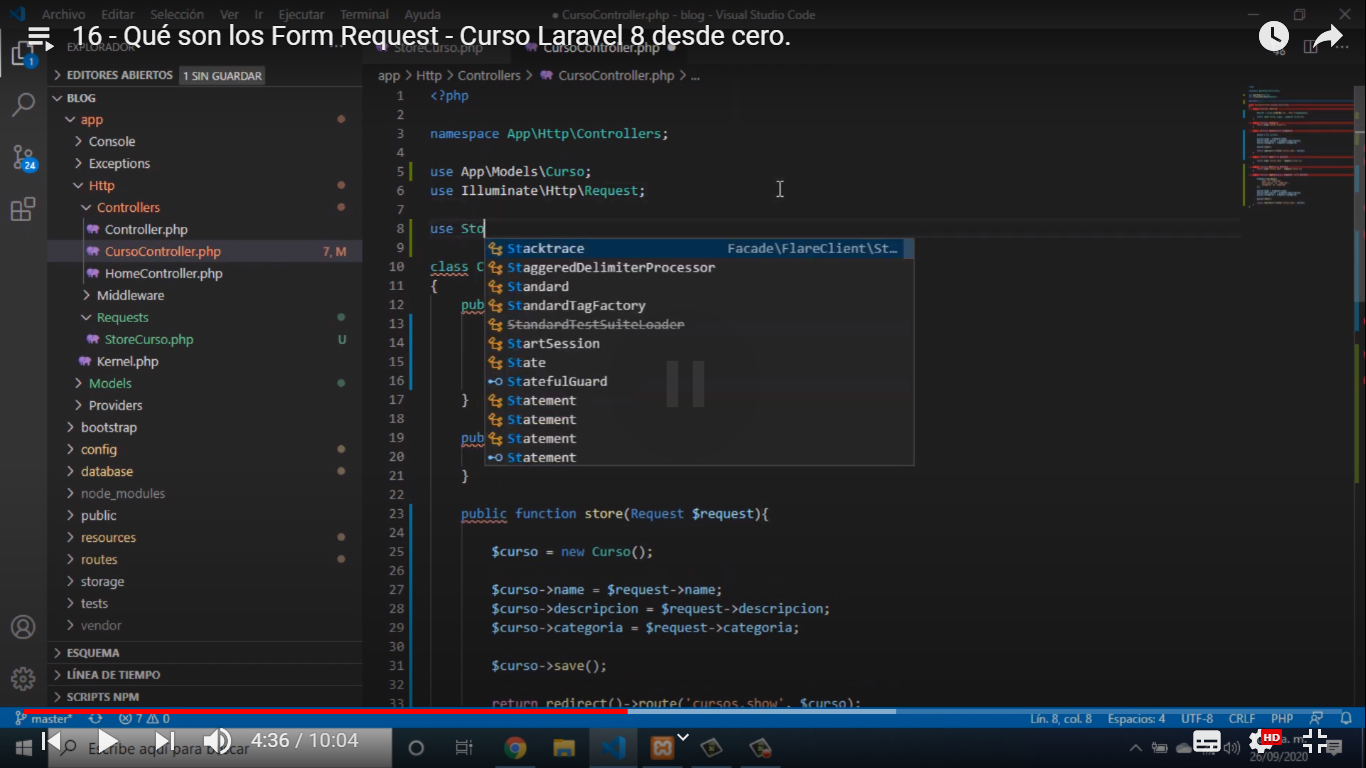 Archivo Editar Selección Ver Ir Ejecutar Terminal Ayuda
● CursoController.php - blog - Visual Studio Code
16 - Qué son los Form Request - Curso Laravel 8 desde cero.
EXPLORADOR
StoreCurso.php
CursoController.php
EDITORES ABIERTOS 1 SIN GUARDAR
BLOG
app
Console
Exceptions
Http
Controllers
Controller.php
CursoController.php 7, M
HomeController.php
Middleware
Requests
StoreCurso.php U
Kernel.php
Models
Providers
bootstrap
config
database
node_modules
public
resources
routes
storage
tests
vendor
ESQUEMA
LÍNEA DE TIEMPO
SCRIPTS NPM
1
24
app > Http > Controllers > CursoController.php > ...
1 <?php
2
3 namespace App\Http\Controllers;
4
5 use App\Models\Curso;
6 use Illuminate\Http\Request;
7
8 use Sto
9
10 class C
11 {
12 pub
13
14
15
16
17 }
18
19 pub
20
21 }
22
23 public function store(Request $request){
24
25 $curso = new Curso();
26
27 $curso->name = $request->name;
28 $curso->descripcion = $request->descripcion;
29 $curso->categoria = $request->categoria;
30
31 $curso->save();
32
33 return redirect()->route('cursos.show', $curso);
Stacktrace Facade\FlareClient\St…
StaggeredDelimiterProcessor
Standard
StandardTagFactory
StandardTestSuiteLoader
StartSession
State
StatefulGuard
Statement
Statement
Statement
Statement
master* 7 0
Lín. 8, col. 8 Espacios: 4 UTF-8 CRLF PHP
Escribe aquí para buscar
4:36 / 10:04
HD
a. m.
26/09/2020